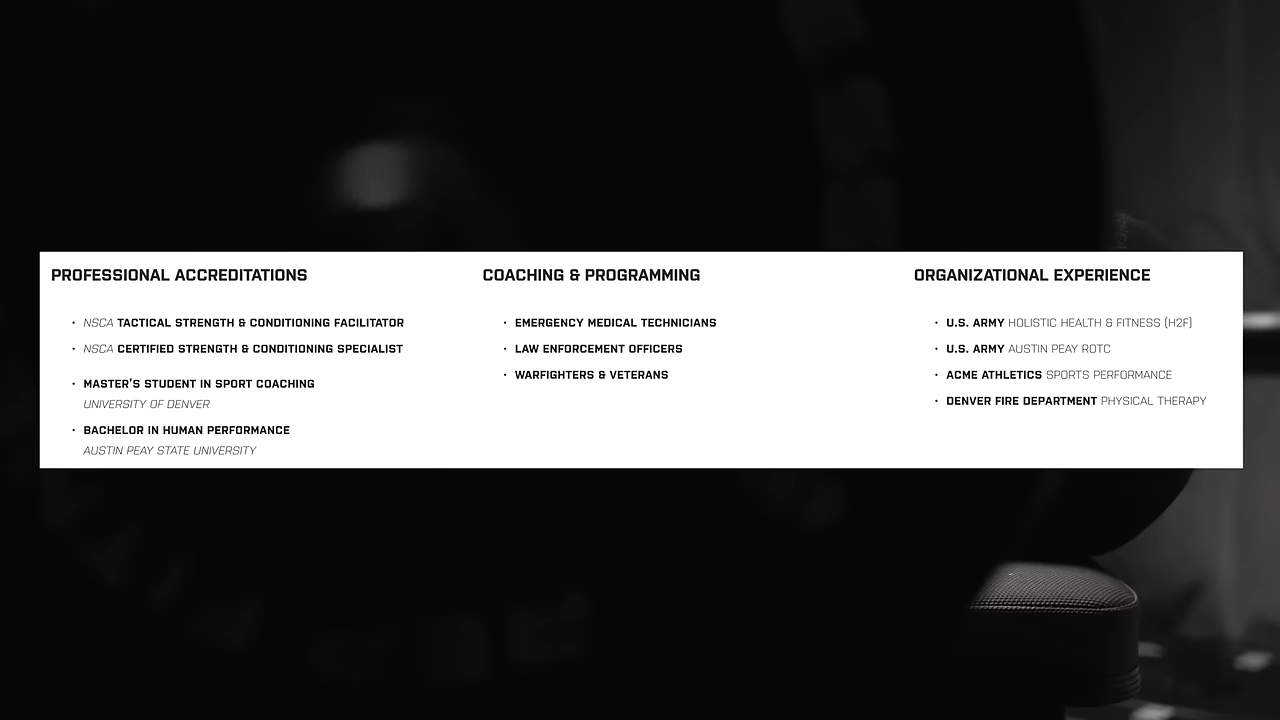 PROFESSIONAL ACCREDITATIONS
• NSCA TACTICAL STRENGTH & CONDITIONING FACILITATOR
• NSCA CERTIFIED STRENGTH & CONDITIONING SPECIALIST
• MASTER'S STUDENT IN SPORT COACHING
UNIVERSITY OF DENVER
• BACHELOR IN HUMAN PERFORMANCE
AUSTIN PEAY STATE UNIVERSITY
COACHING & PROGRAMMING
• EMERGENCY MEDICAL TECHNICIANS
• LAW ENFORCEMENT OFFICERS
• WARFIGHTERS & VETERANS
ORGANIZATIONAL EXPERIENCE
• U.S. ARMY HOLISTIC HEALTH & FITNESS (H2F)
• U.S. ARMY AUSTIN PEAY ROTC
• ACME ATHLETICS SPORTS PERFORMANCE
• DENVER FIRE DEPARTMENT PHYSICAL THERAPY